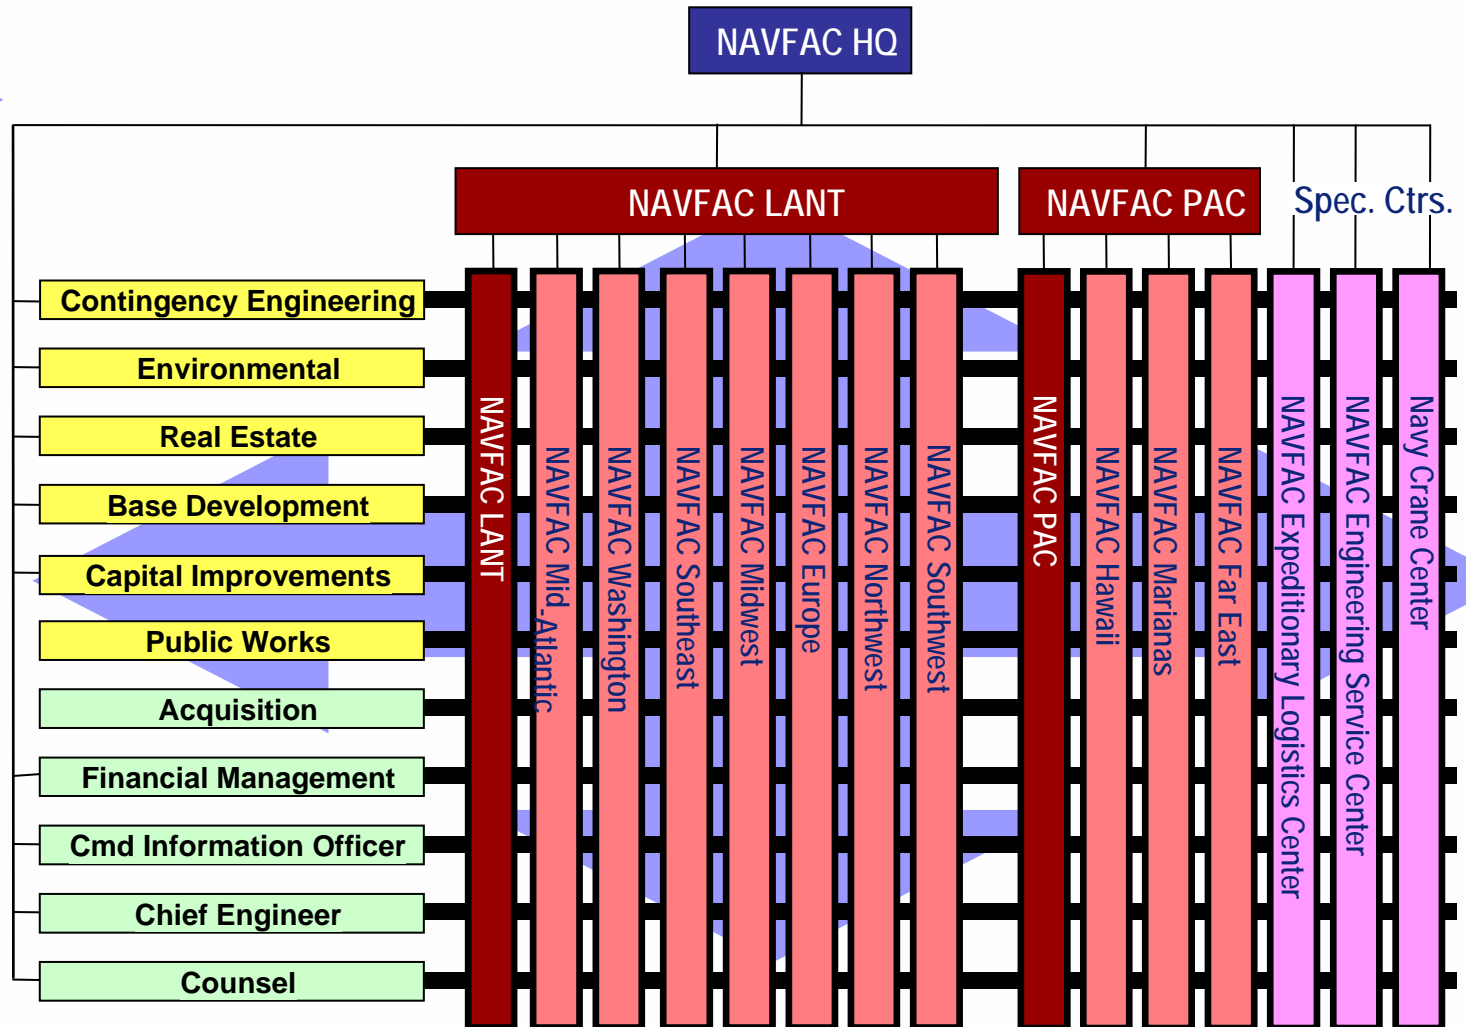 NAVFAC HQ
NAVFAC LANT
NAVFAC PAC
Spec. Ctrs.
Contingency Engineering
Environmental
Real Estate
Base Development
Capital Improvements
Public Works
Acquisition
Financial Management
Cmd Information Officer
Chief Engineer
Counsel
NAVFAC LANT
NAVFAC Mid-Atlantic
NAVFAC Washington
NAVFAC Southeast
NAVFAC Midwest
NAVFAC Europe
NAVFAC Northwest
NAVFAC Southwest
NAVFAC PAC
NAVFAC Hawaii
NAVFAC Marianas
NAVFAC Far East
NAVFAC Expeditionary Logistics Center
NAVFAC Engineering Service Center
Navy Crane Center